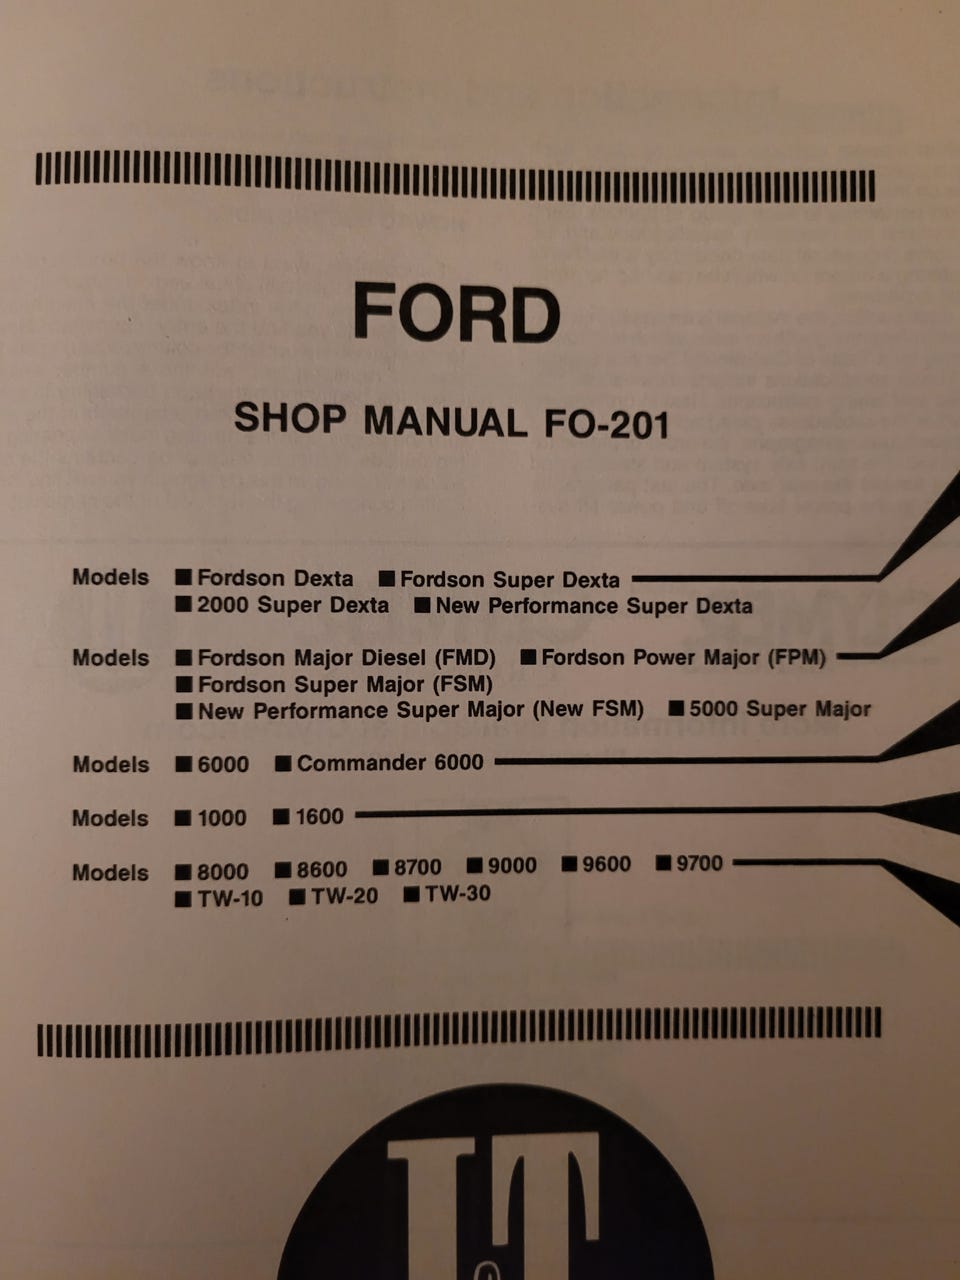 FORD
SHOP MANUAL FO-201
Models ■ Fordson Dexta ■ Fordson Super Dexta
■ 2000 Super Dexta ■ New Performance Super Dexta
Models ■ Fordson Major Diesel (FMD) ■ Fordson Power Major (FPM)
■ Fordson Super Major (FSM)
■ New Performance Super Major (New FSM) ■ 5000 Super Major
Models ■ 6000 ■ Commander 6000
Models ■ 1000 ■ 1600
Models ■ 8000 ■ 8600 ■ 8700 ■ 9000 ■ 9600 ■ 9700
■ TW-10 ■ TW-20 ■ TW-30
IT